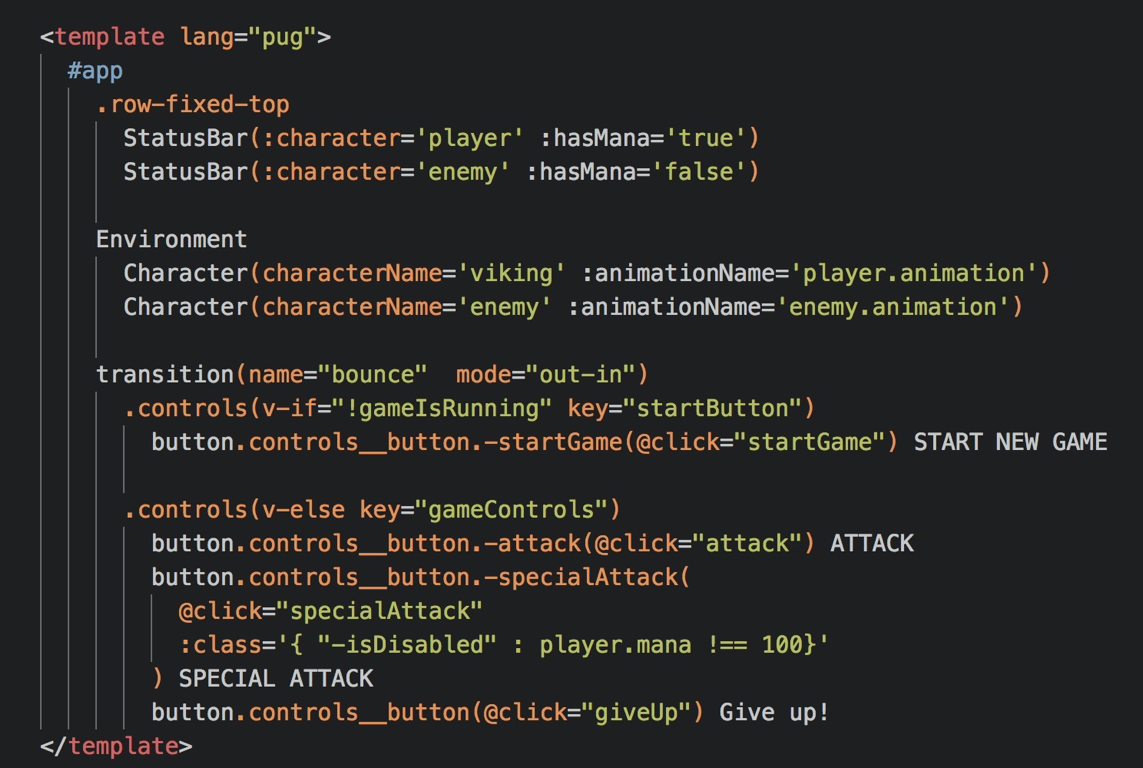 <template lang="pug">
#app
.row-fixed-top
StatusBar(:character='player' :hasMana='true')
StatusBar(:character='enemy' :hasMana='false')
Environment
Character(characterName='viking' :animationName='player.animation')
Character(characterName='enemy' :animationName='enemy.animation')
transition(name="bounce"  mode="out-in")
.controls(v-if="!gameIsRunning" key="startButton")
button.controls__button.-startGame(@click="startGame") START NEW GAME
.controls(v-else key="gameControls")
button.controls__button.-attack(@click="attack") ATTACK
button.controls__button.-specialAttack(
@click="specialAttack"
:class='{ "-isDisabled" : player.mana !== 100}'
) SPECIAL ATTACK
button.controls__button(@click="giveUp") Give up!
</template>